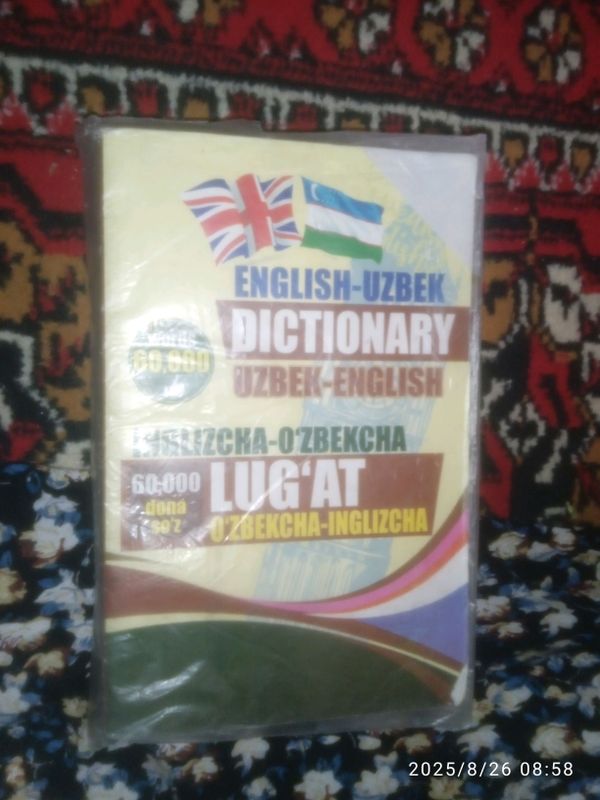 ENGLISH-UZBEK
DICTIONARY
60,000
UZBEK-ENGLISH
INGLIZCHA-O‘ZBEKCHA
60,000
dona
so‘z
LUG‘AT
O‘ZBEKCHA-INGLIZCHA
2025/8/26 08:58